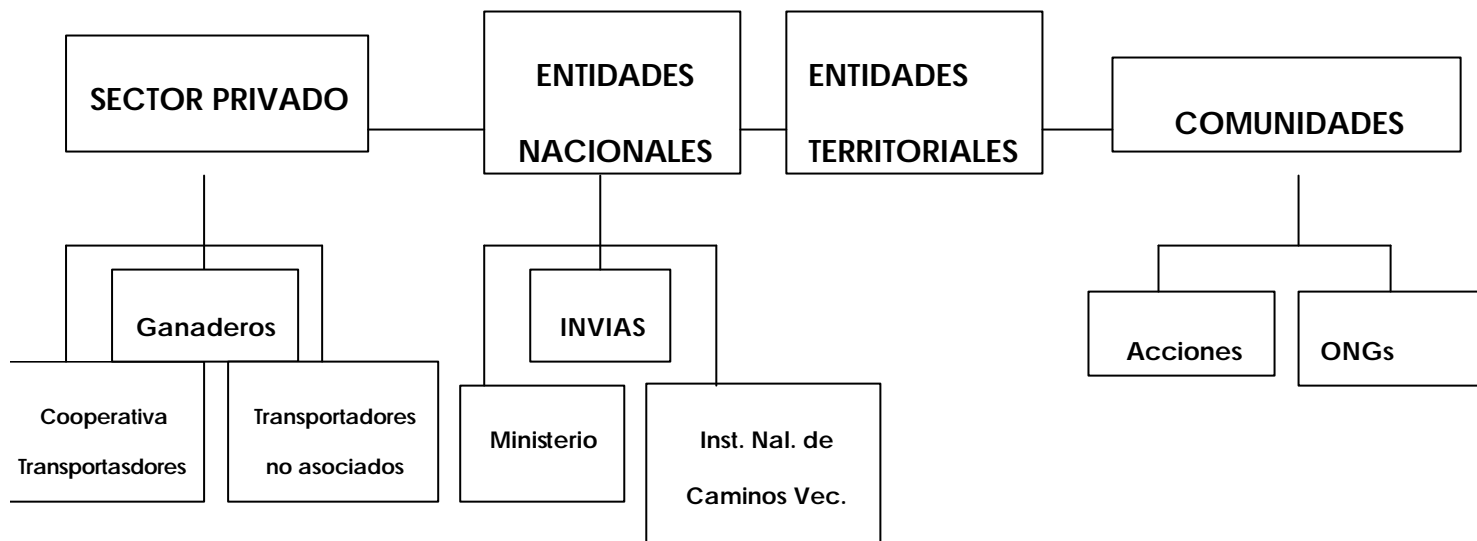 SECTOR PRIVADO
ENTIDADES
NACIONALES
ENTIDADES
TERRITORIALES
COMUNIDADES
Ganaderos
Cooperativa
Transportasdores
Transportadores
no asociados
INVIAS
Ministerio
Inst. Nal. de
Caminos Vec.
Acciones
ONGs